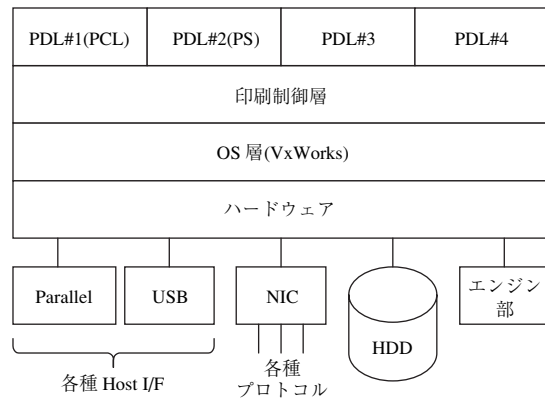 PDL#1(PCL)
PDL#2(PS)
PDL#3
PDL#4
印刷制御層
OS 層(VxWorks)
ハードウェア
Parallel
USB
NIC
HDD
エンジン
部
各種 Host I/F
各種
プロトコル